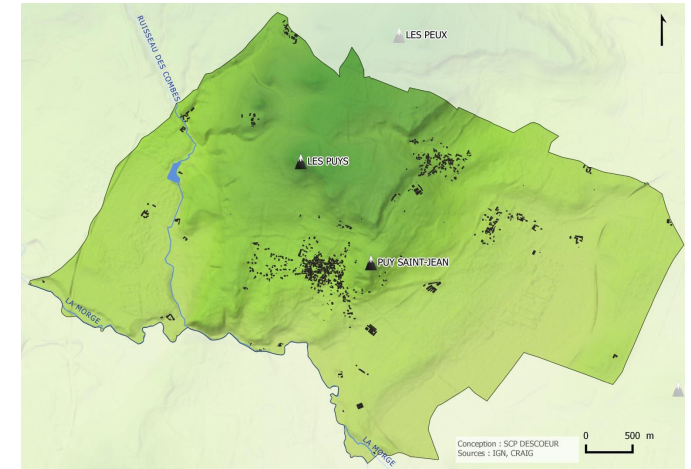 RUISSEAU DES COMBES
LES PEUX
LES PUYS
PUY SAINT-JEAN
LA MORGE
LA MORGE
Conception : SCP DESCOEUR
Sources : IGN, CRAIG
0 500 m